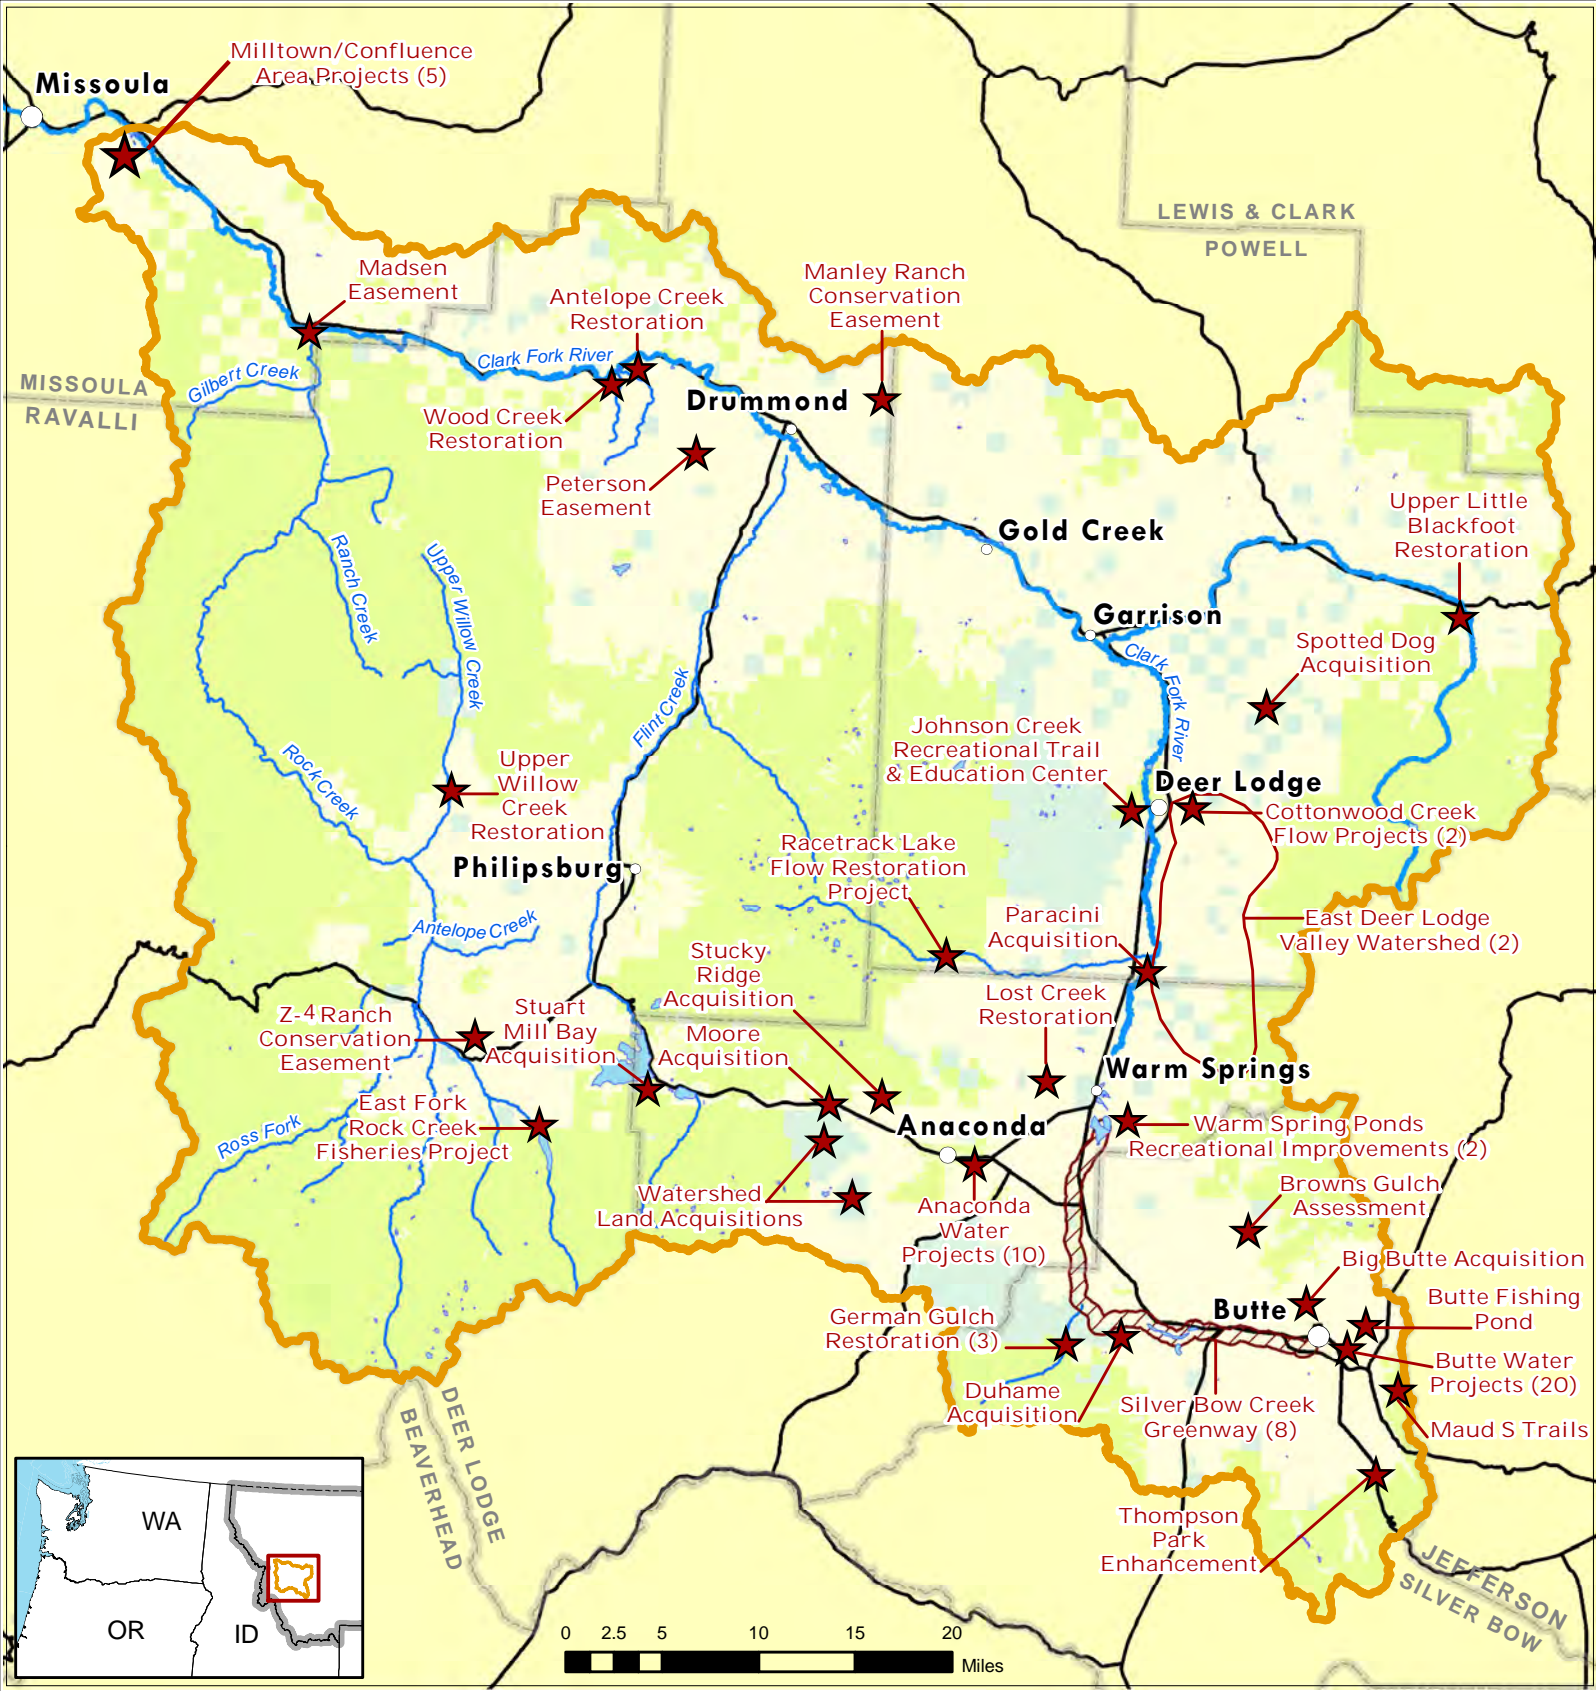 Milltown/Confluence
Area Projects (5)
Missoula
LEWIS & CLARK
POWELL
Madsen
Easement
Antelope Creek
Restoration
Manley Ranch
Conservation
Easement
Clark Fork River
Gilbert Creek
MISSOULA
RAVALLI
Wood Creek
Restoration
Drummond
Peterson
Easement
Upper Little
Blackfoot
Restoration
Gold Creek
Ranch Creek
Upper Willow Creek
Garrison
Spotted Dog
Acquisition
Clark Fork River
Flint Creek
Johnson Creek
Recreational Trail
& Education Center
Rock Creek
Upper
Willow
Creek
Restoration
Deer Lodge
Cottonwood Creek
Flow Projects (2)
Philipsburg
Racetrack Lake
Flow Restoration
Project
Antelope Creek
Paracini
Acquisition
East Deer Lodge
Valley Watershed (2)
Stucky
Ridge
Acquisition
Lost Creek
Restoration
Z-4 Ranch
Conservation
Easement
Stuart
Mill Bay
Acquisition
Moore
Acquisition
Warm Springs
East Fork
Rock Creek
Fisheries Project
Ross Fork
Anaconda
Warm Spring Ponds
Recreational Improvements (2)
Watershed
Land Acquisitions
Anaconda
Water
Projects (10)
Browns Gulch
Assessment
Big Butte Acquisition
Butte
Butte Fishing
Pond
German Gulch
Restoration (3)
Butte Water
Projects (20)
Duhame
Acquisition
Silver Bow Creek
Greenway (8)
Maud S Trails
DEER LODGE
BEAVERHEAD
Thompson
Park
Enhancement
JEFFERSON
SILVER BOW
WA
OR
ID
0 2.5 5 10 15 20
Miles